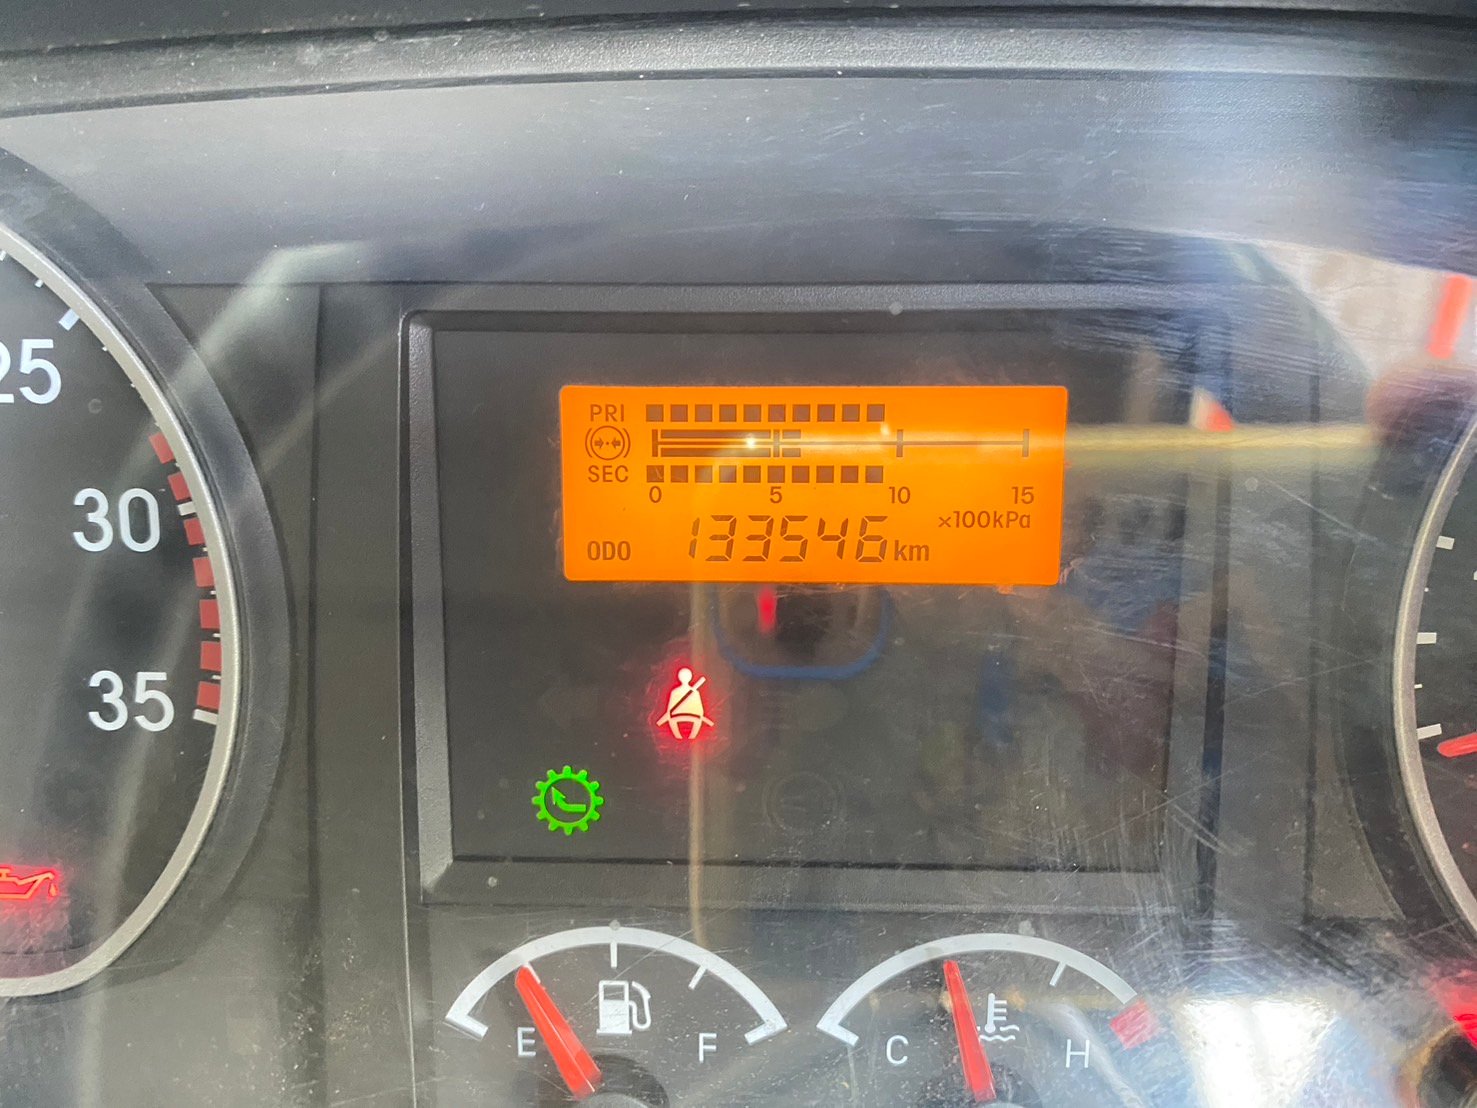 25
30
35
PRI
SEC
0 5 10 15
×100kPa
ODO 133546 km
E F
C H